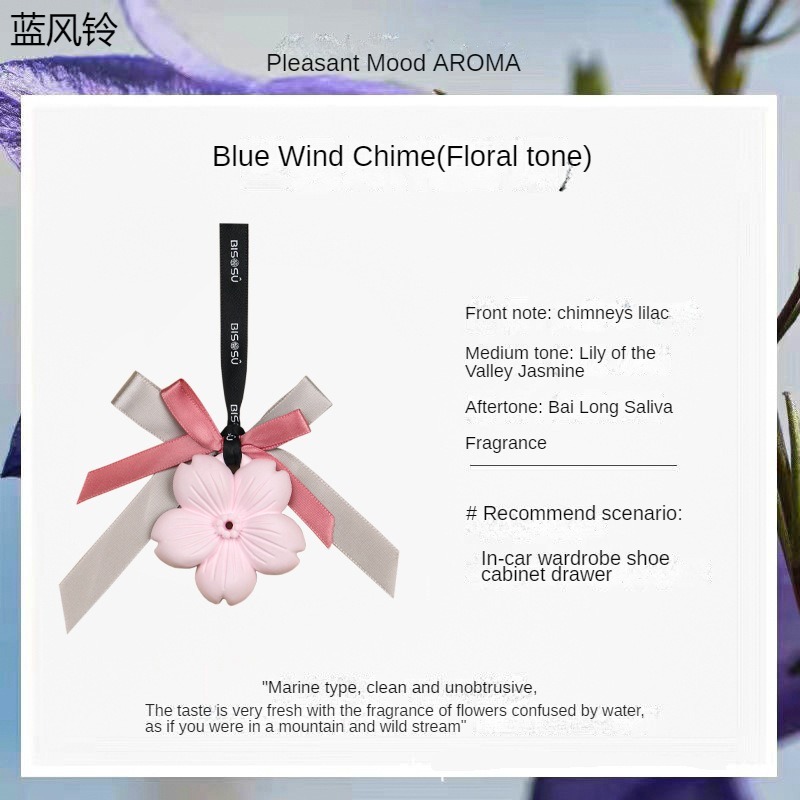 蓝风铃
Pleasant Mood AROMA
Blue Wind Chime(Floral tone)
BISOSÛ
BISOSÛ
BIS
Front note: chimneys lilac
Medium tone: Lily of the
Valley Jasmine
Aftertone: Bai Long Saliva
Fragrance
# Recommend scenario:
In-car wardrobe shoe
cabinet drawer
"Marine type, clean and unobtrusive,
The taste is very fresh with the fragrance of flowers confused by water,
as if you were in a mountain and wild stream"